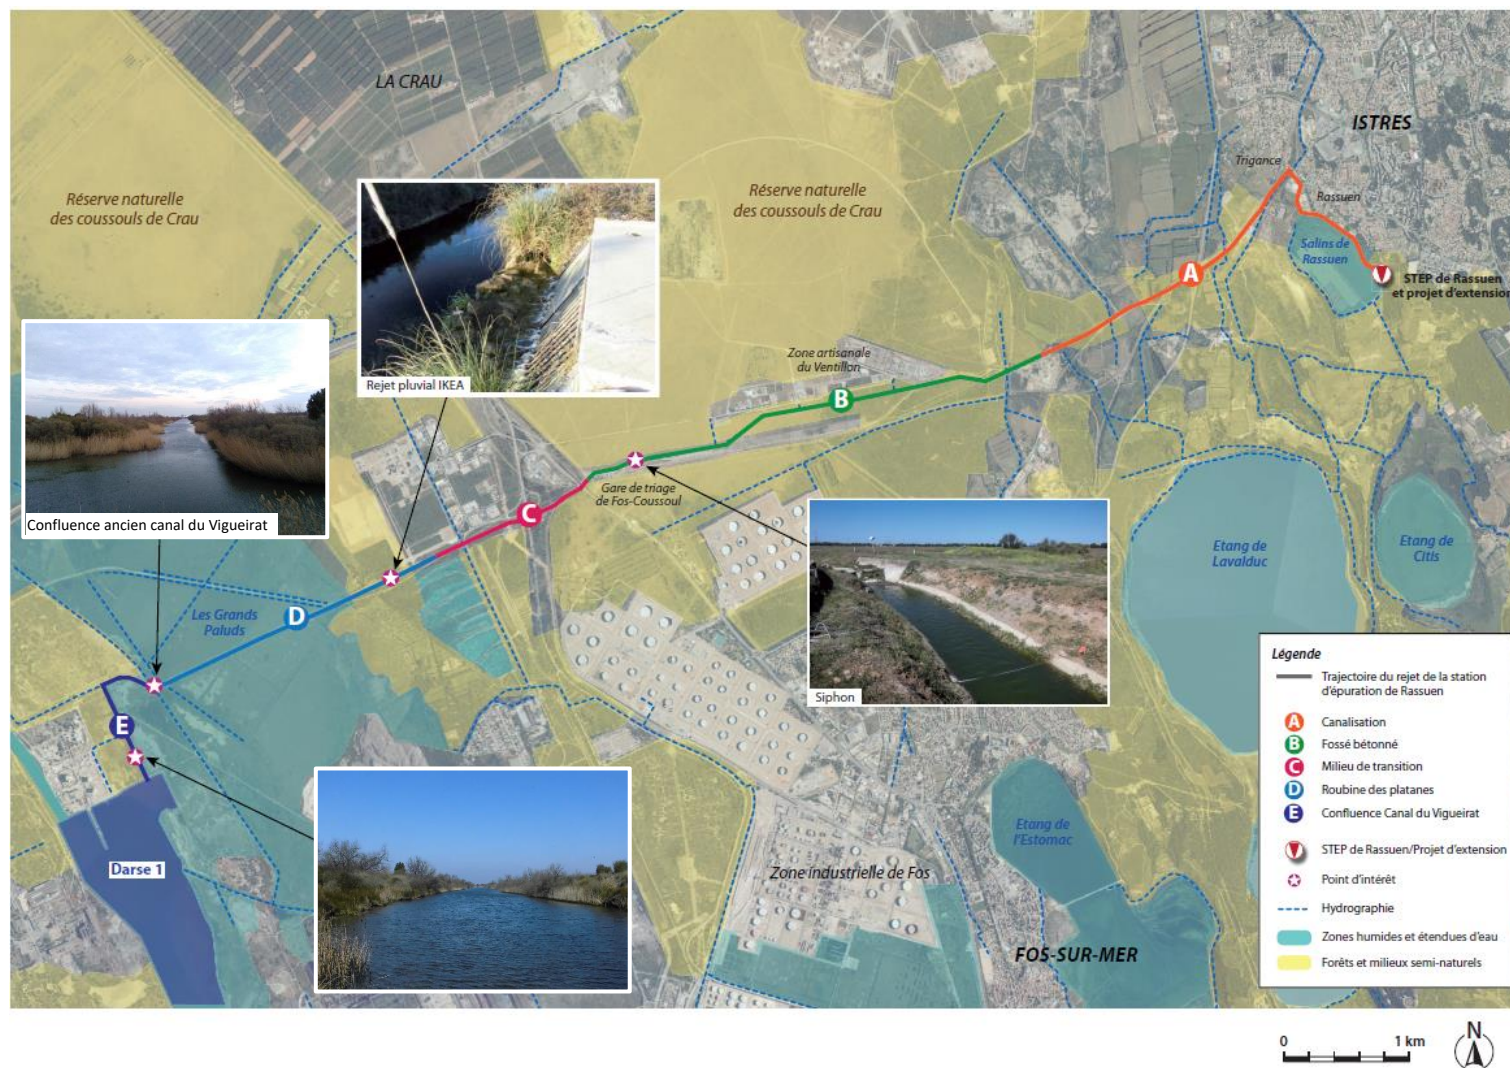 LA CRAU
ISTRES
Trigance
Rassuen
Réserve naturelle
des coussouls de Crau
Réserve naturelle
des coussouls de Crau
Salins de
Rassuen
A
STEP de Rassuen
et projet d'extension
Rejet pluvial IKEA
Zone artisanale
du Ventillon
B
Confluence ancien canal du Vigueirat
Gare de triage
de Fos-Coussoul
C
Etang de
Lavalduc
Etang de
Citis
Les Grands
Paluds
D
Siphon
E
Darse 1
Etang de
l'Estomac
Zone industrielle de Fos
FOS-SUR-MER
Légende
Trajectoire du rejet de la station
d'épuration de Rassuen
A Canalisation
B Fossé bétonné
C Milieu de transition
D Roubine des platanes
E Confluence Canal du Vigueirat
STEP de Rassuen/Projet d'extension
Point d'intérêt
Hydrographie
Zones humides et étendues d'eau
Forêts et milieux semi-naturels
0 1 km
N